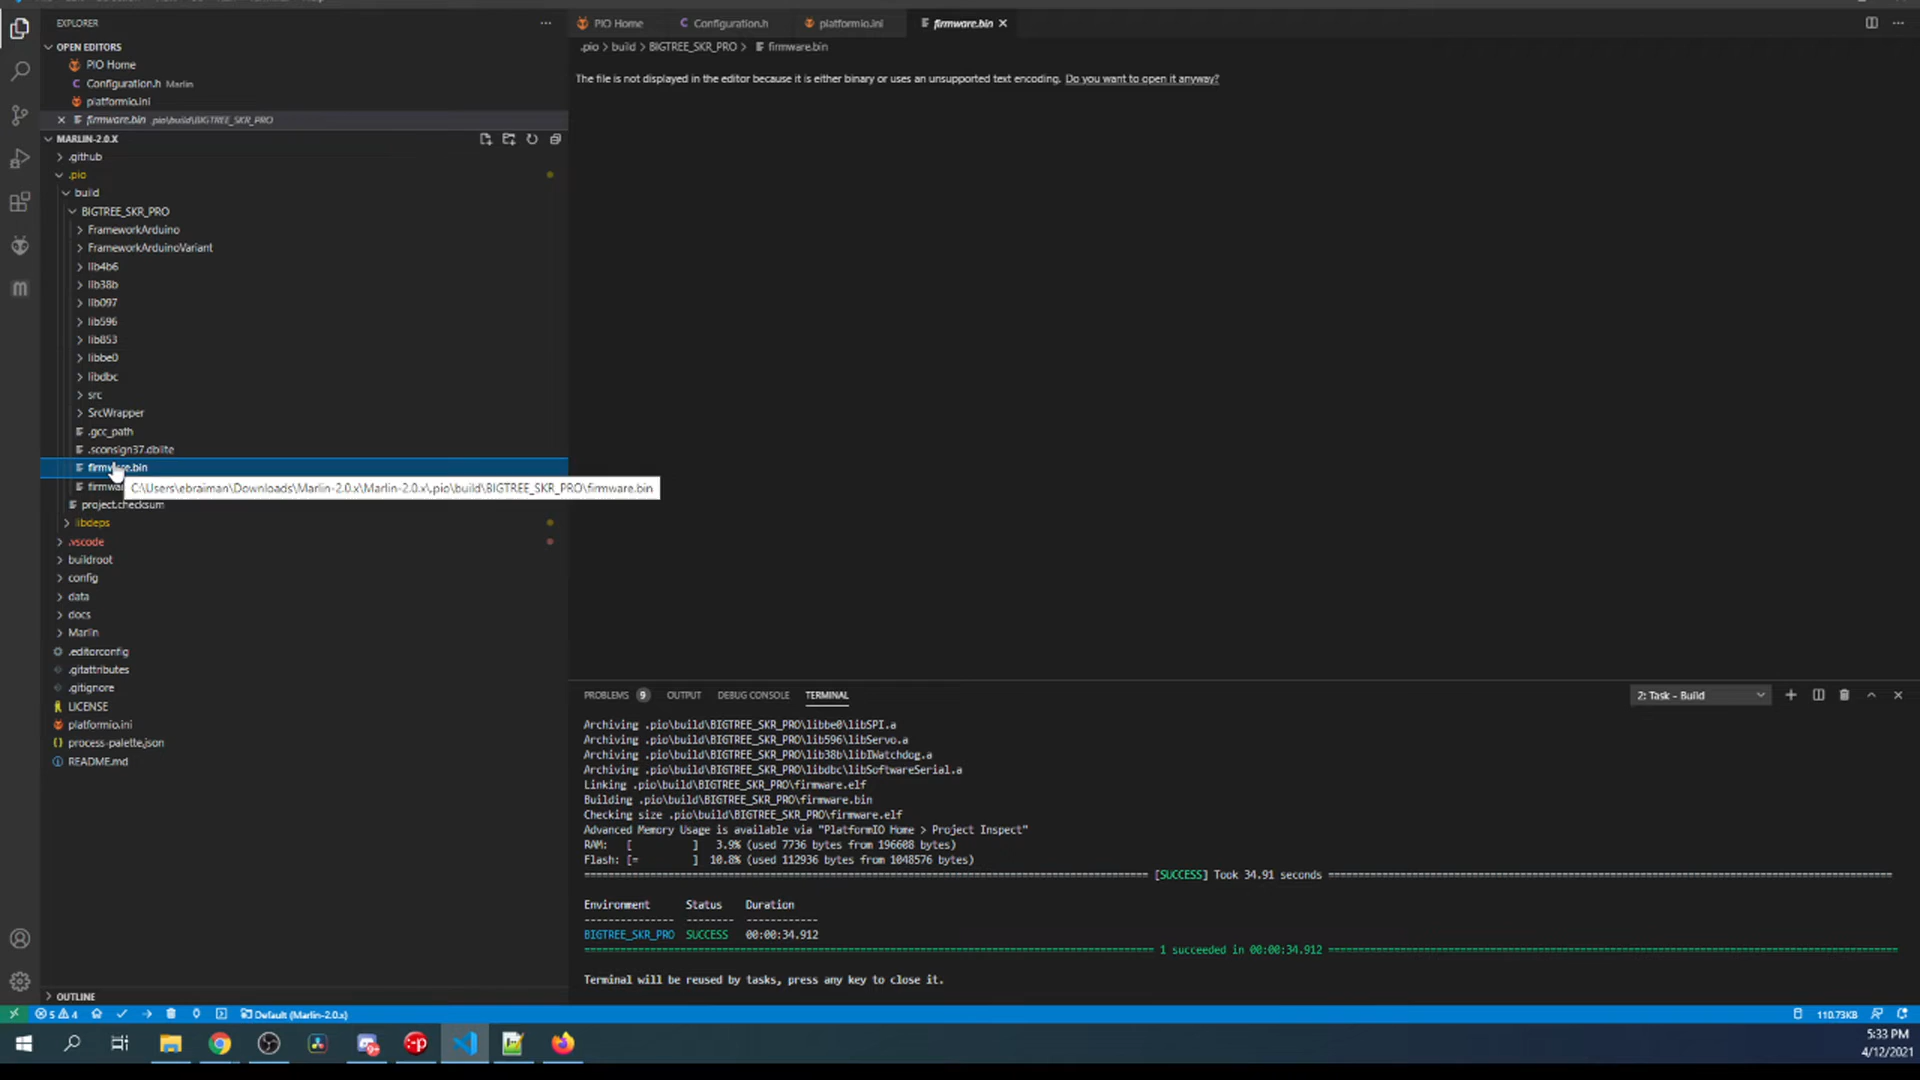 EXPLORER
...
OPEN EDITORS
PIO Home
Configuration.h Marlin
platformio.ini
firmware.bin .pio\build\BIGTREE_SKR_PRO
MARLIN-2.0.X
.github
.pio
build
BIGTREE_SKR_PRO
FrameworkArduino
FrameworkArduinoVariant
lib4b6
lib38b
lib097
lib596
lib853
libbe0
libdbc
src
SrcWrapper
.gcc_path
.sconsign37.dblite
firmware.bin
C:\Users\ebraiman\Downloads\Marlin-2.0.x\Marlin-2.0.x\.pio\build\BIGTREE_SKR_PRO\firmware.bin
project.checksum
libdeps
.vscode
buildroot
config
data
docs
Marlin
.editorconfig
.gitattributes
.gitignore
LICENSE
platformio.ini
process-palette.json
README.md
OUTLINE
PIO Home
Configuration.h
platformio.ini
firmware.bin
.pio > build > BIGTREE_SKR_PRO > firmware.bin
The file is not displayed in the editor because it is either binary or uses an unsupported text encoding. Do you want to open it anyway?
PROBLEMS 9 OUTPUT DEBUG CONSOLE TERMINAL
2: Task - Build
Archiving .pio\build\BIGTREE_SKR_PRO\libbe0\libSPI.a
Archiving .pio\build\BIGTREE_SKR_PRO\lib596\libServo.a
Archiving .pio\build\BIGTREE_SKR_PRO\lib38b\libIWatchdog.a
Archiving .pio\build\BIGTREE_SKR_PRO\libdbc\libSoftwareSerial.a
Linking .pio\build\BIGTREE_SKR_PRO\firmware.elf
Building .pio\build\BIGTREE_SKR_PRO\firmware.bin
Checking size .pio\build\BIGTREE_SKR_PRO\firmware.elf
Advanced Memory Usage is available via "PlatformIO Home > Project Inspect"
RAM: [ ] 3.9% (used 7736 bytes from 196608 bytes)
Flash: [= ] 10.8% (used 112936 bytes from 1048576 bytes)
[SUCCESS] Took 34.91 seconds
Environment Status Duration
BIGTREE_SKR_PRO SUCCESS 00:00:34.912
1 succeeded in 00:00:34.912
Terminal will be reused by tasks, press any key to close it.
5 4 Default (Marlin-2.0.x)
110.73KB
5:33 PM
4/12/2021